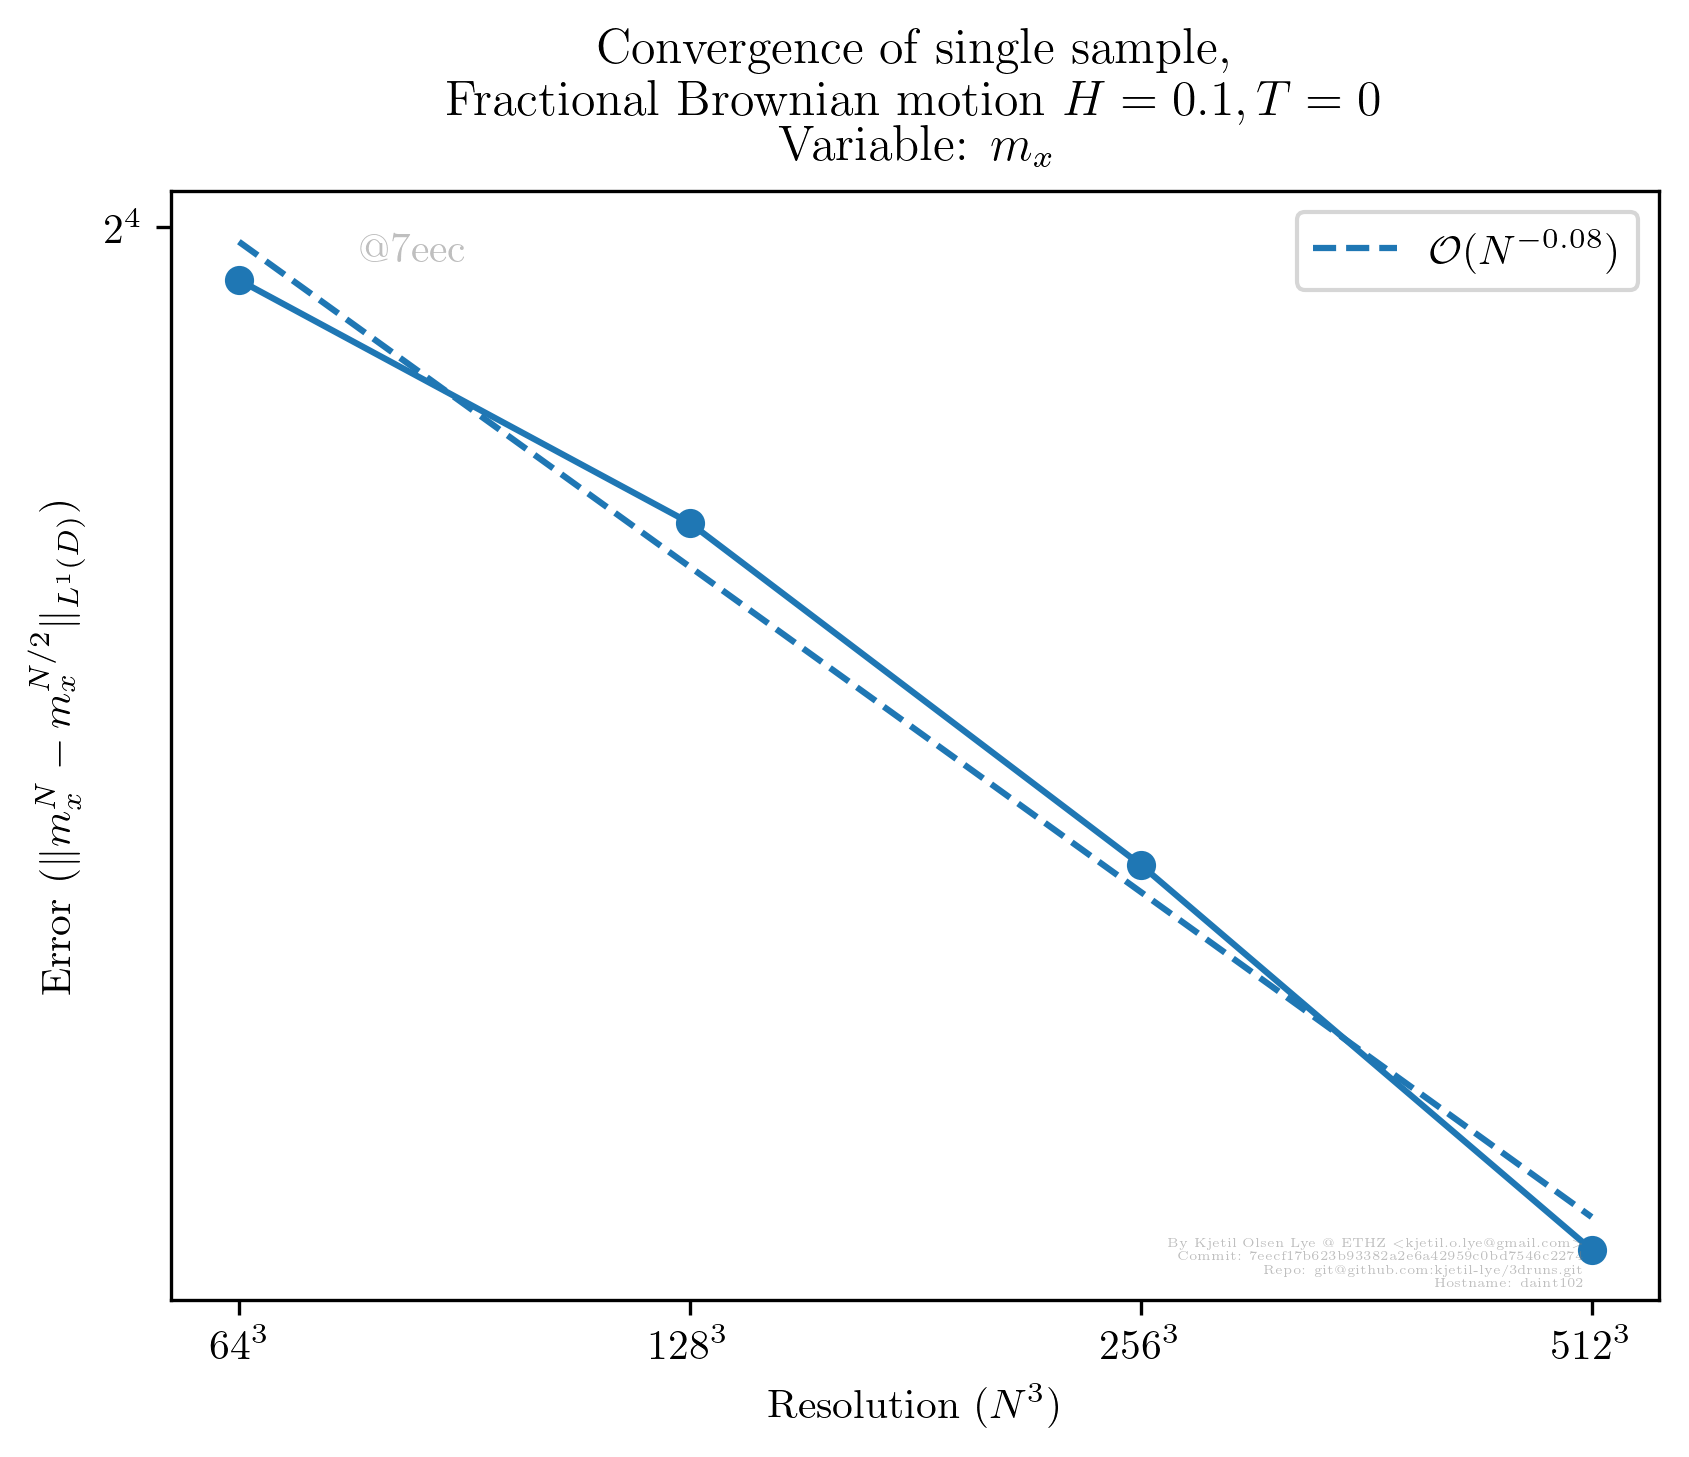 Convergence of single sample,
Fractional Brownian motion H = 0.1, T = 0
Variable: m_x
2^4
@7eec
O(N^{-0.08})
Error (||m_x^N − m_x^{N/2}||_{L^1(D)})
By Kjetil Olsen Lye @ ETHZ <kjetil.o.lye@gmail.com>
Commit: 7eecf17b623b93382a2e6a42959c0bd7546c2274
Repo: git@github.com:kjetil-lye/3druns.git
Hostname: daint102
64^3 128^3 256^3 512^3
Resolution (N^3)